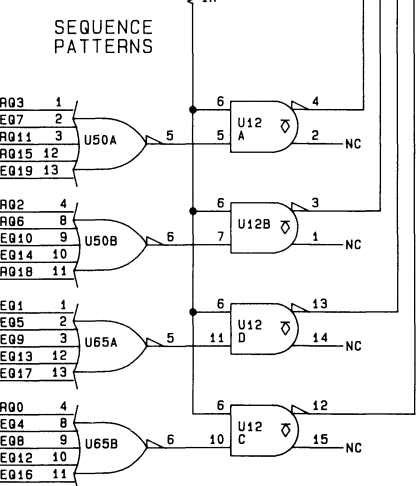 SEQUENCE
PATTERNS
RQ3 1
EQ7 2
RQ11 3
RQ15 12
EQ19 13
U50A 5
6 5 U12 A 4 2 NC
RQ2 4
RQ6 8
EQ10 9
EQ14 10
RQ18 11
U50B 6
6 7 U12B 3 1 NC
EQ1 1
EQ5 2
EQ9 3
EQ13 12
EQ17 13
U65A 5
6 11 U12 D 13 14 NC
RQ0 4
EQ4 8
EQ8 9
EQ12 10
EQ16 11
U65B 6
6 10 U12 C 12 15 NC